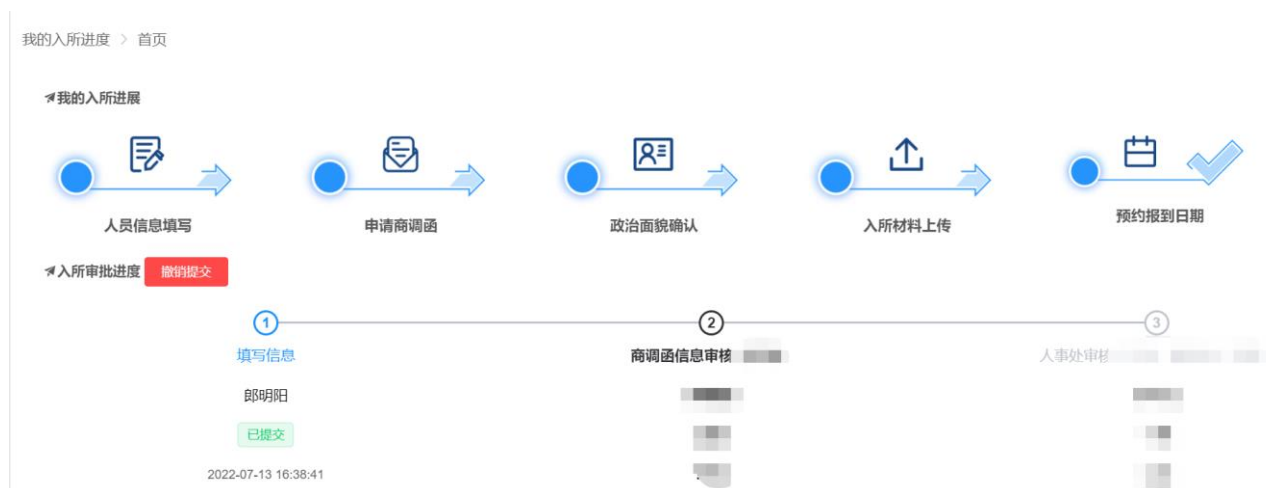 我的入所进度 > 首页
我的入所进展
人员信息填写 申请商调函 政治面貌确认 入所材料上传 预约报到日期
入所审批进度 撤销提交
1 2 3
填写信息 商调函信息审核 人事处审核
郎明阳
已提交
2022-07-13 16:38:41